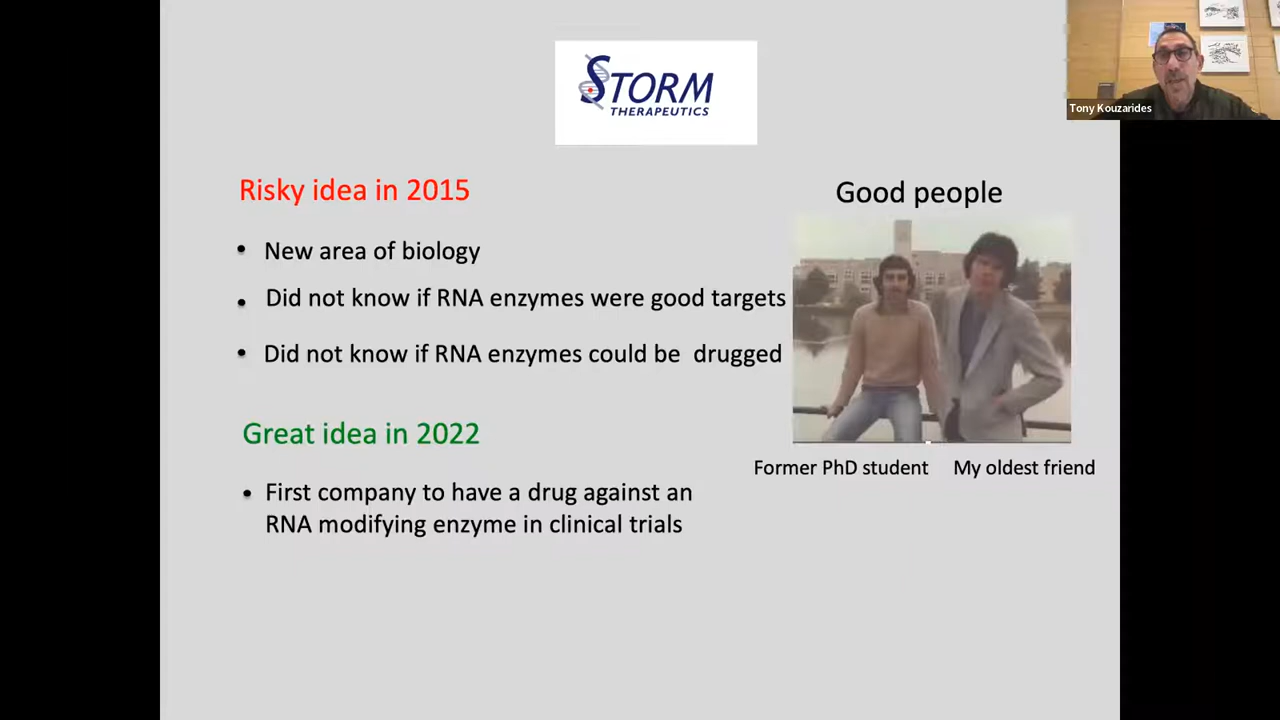 STORM
THERAPEUTICS
Tony Kouzarides
Risky idea in 2015
• New area of biology
• Did not know if RNA enzymes were good targets
• Did not know if RNA enzymes could be drugged
Great idea in 2022
• First company to have a drug against an
RNA modifying enzyme in clinical trials
Good people
Former PhD student
My oldest friend